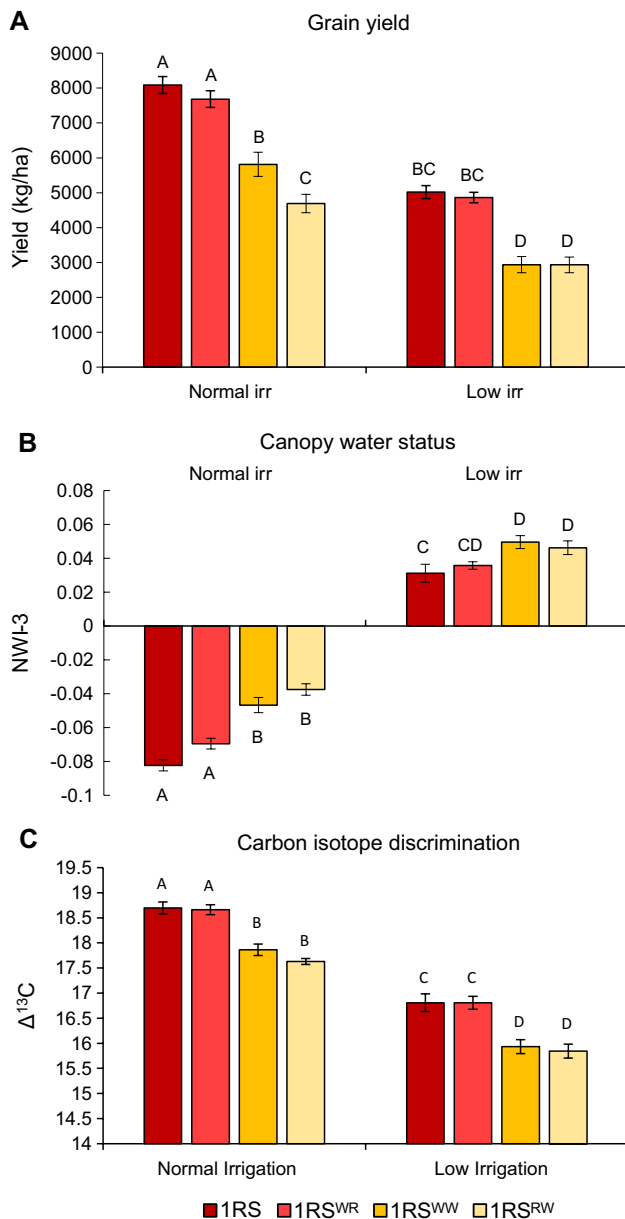 A
Grain yield
Yield (kg/ha)
9000
8000
7000
6000
5000
4000
3000
2000
1000
0
A
A
B
C
BC
BC
D
D
Normal irr
Low irr
B
Canopy water status
Normal irr
Low irr
NWI-3
0.08
0.06
0.04
0.02
0
-0.02
-0.04
-0.06
-0.08
-0.1
A
A
B
B
C
CD
D
D
C
Carbon isotope discrimination
Δ¹³C
19.5
19
18.5
18
17.5
17
16.5
16
15.5
15
14.5
14
A
A
B
B
C
C
D
D
Normal Irrigation
Low Irrigation
1RS 1RSᵂᴿ 1RSᵂᵂ 1RSᴿᵂ